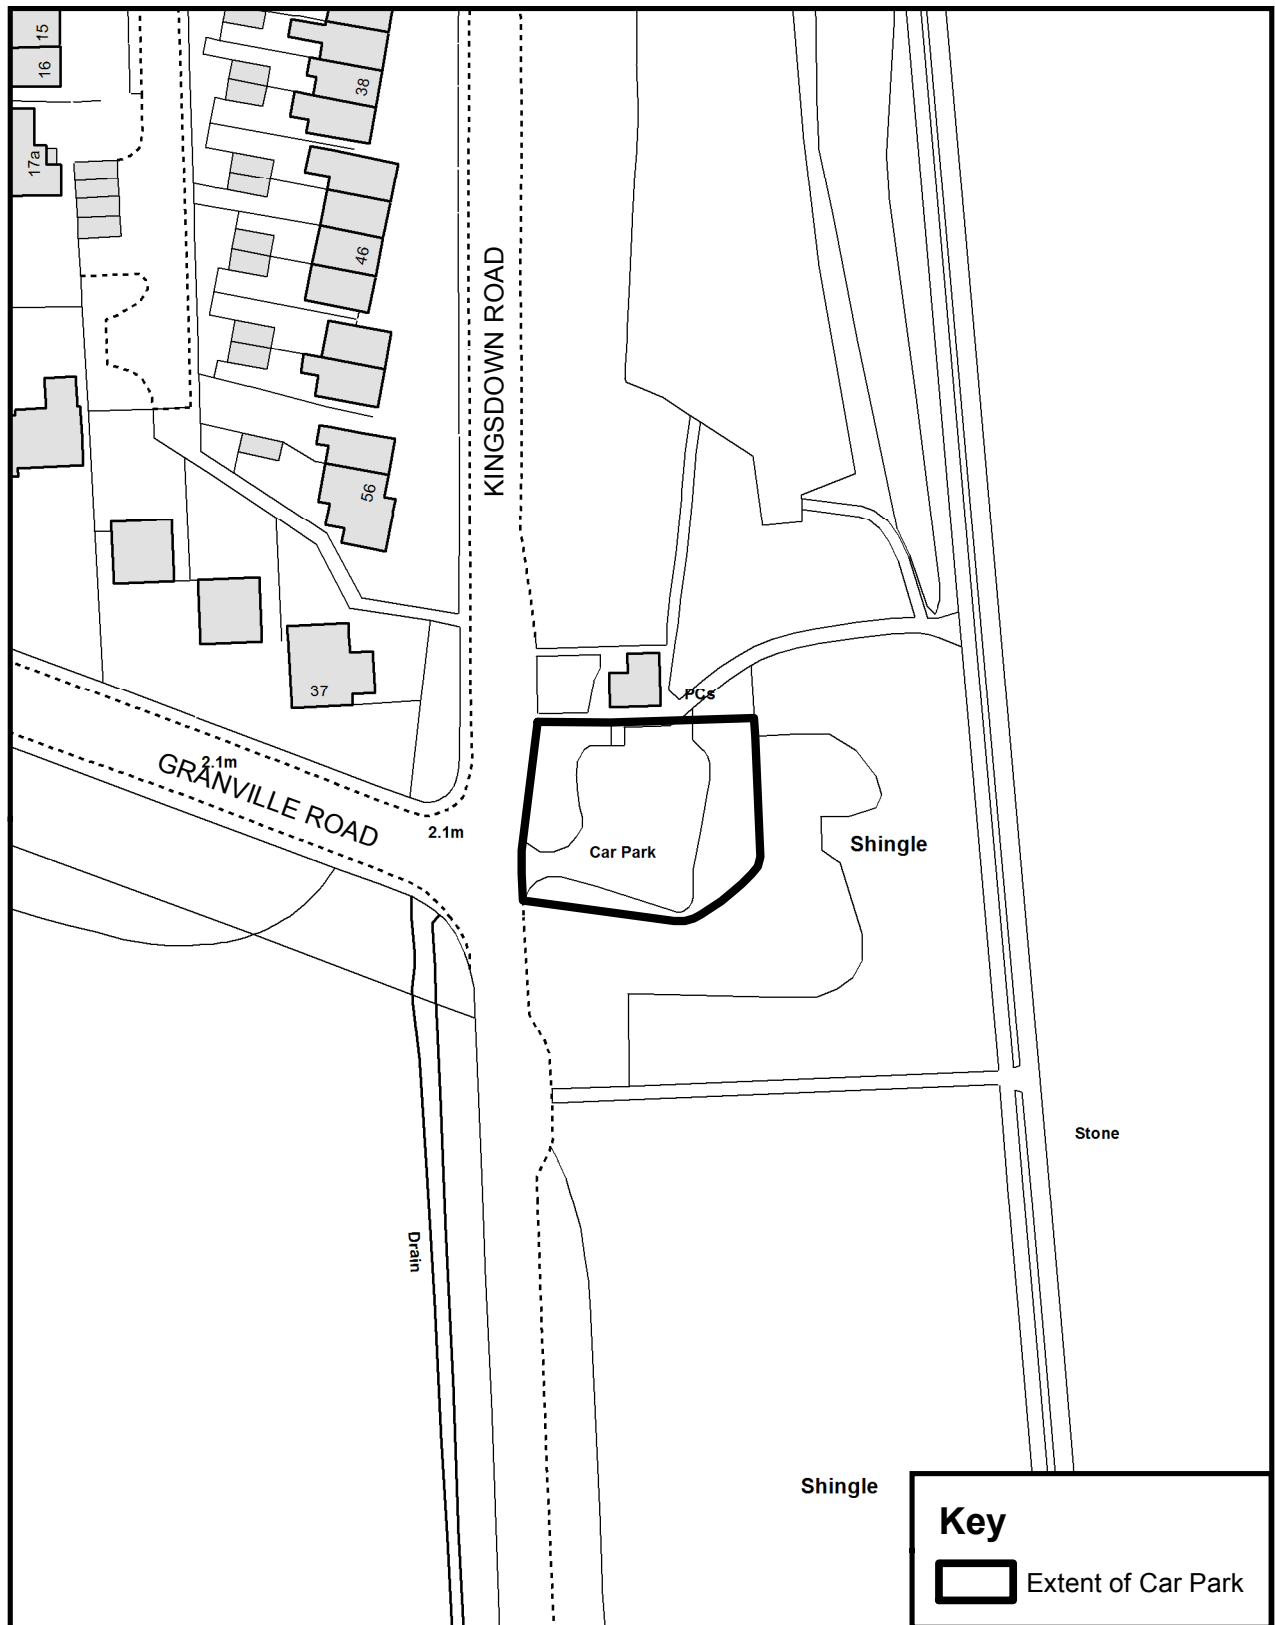 15
16
38
17a
46
KINGSDOWN ROAD
56
37
PCs
2.1m
GRANVILLE ROAD
2.1m
Car Park
Shingle
Stone
Drain
Shingle
Key
Extent of Car Park